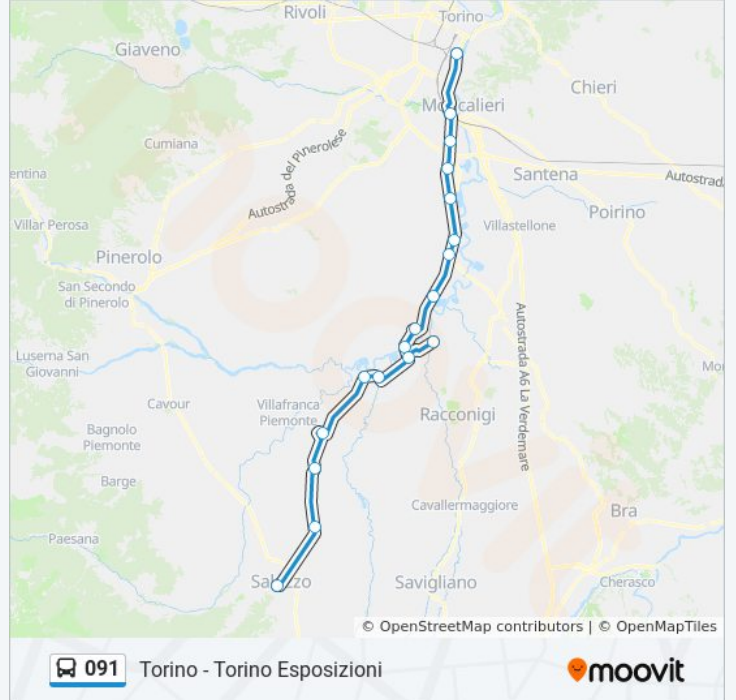 Rivoli
Torino
Giaveno
Chieri
Moncalieri
Cumiana
Autostrada del Pinerolese
Santena
Autostrad
entina
Poirino
Villar Perosa
Villastellone
Pinerolo
San Secondo
di Pinerolo
Autostrada A6 La Verdemare
Luserna San
Giovanni
Mo
Cavour
Villafranca
Piemonte
Racconigi
Bagnolo
Piemonte
Barge
Cavallermaggiore
Bra
Paesana
Saluzzo
Savigliano
Cherasco
© OpenStreetMap contributors | © OpenMapTiles
091 Torino - Torino Esposizioni
moovit